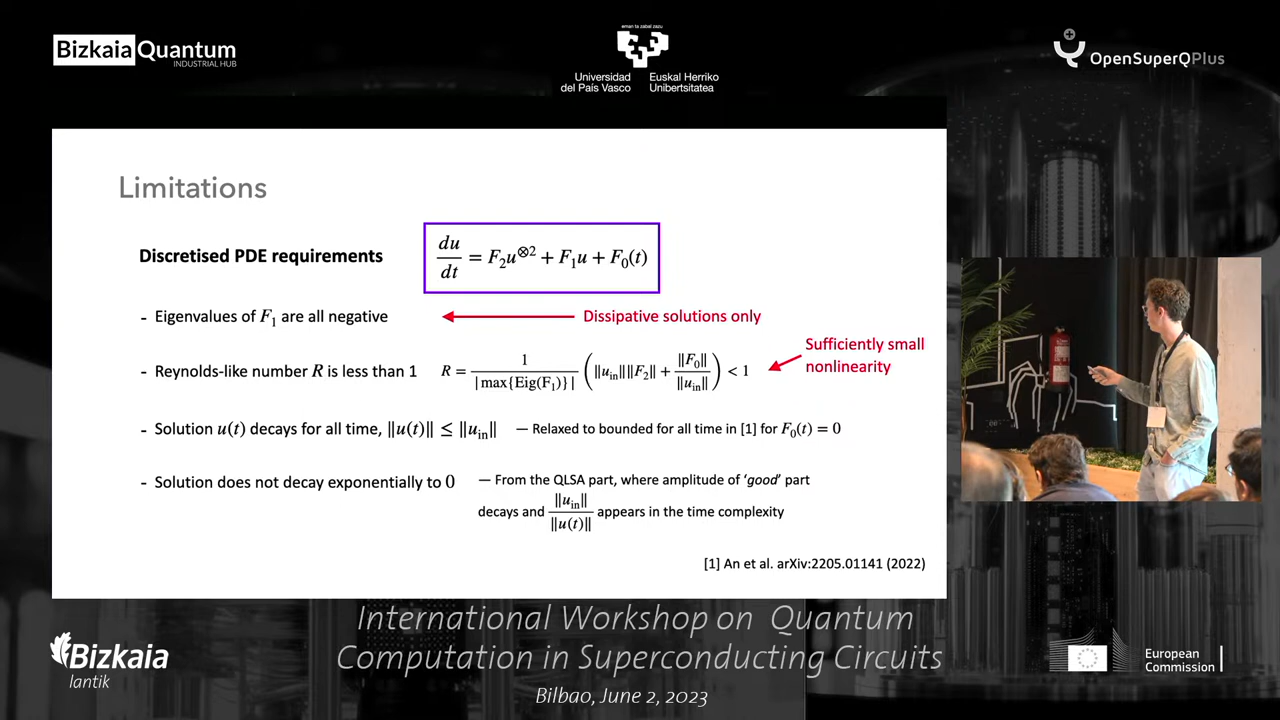 Bizkaia Quantum
INDUSTRIAL HUB
eman ta zabal zazu
Universidad
del País Vasco
Euskal Herriko
Unibertsitatea
OpenSuperQPlus
Limitations
Discretised PDE requirements
du/dt = F₂u^⊗2 + F₁u + F₀(t)
- Eigenvalues of F₁ are all negative
Dissipative solutions only
- Reynolds-like number R is less than 1
R = 1/|max{Eig(F₁)}| (‖u_in‖‖F₂‖ + ‖F₀‖/‖u_in‖) < 1
Sufficiently small
nonlinearity
- Solution u(t) decays for all time, ‖u(t)‖ ≤ ‖u_in‖
— Relaxed to bounded for all time in [1] for F₀(t) = 0
- Solution does not decay exponentially to 0
— From the QLSA part, where amplitude of ‘good’ part
decays and ‖u_in‖/‖u(t)‖ appears in the time complexity
[1] An et al. arXiv:2205.01141 (2022)
International Workshop on Quantum
Computation in Superconducting Circuits
Bilbao, June 2, 2023
Bizkaia
lantik
European
Commission